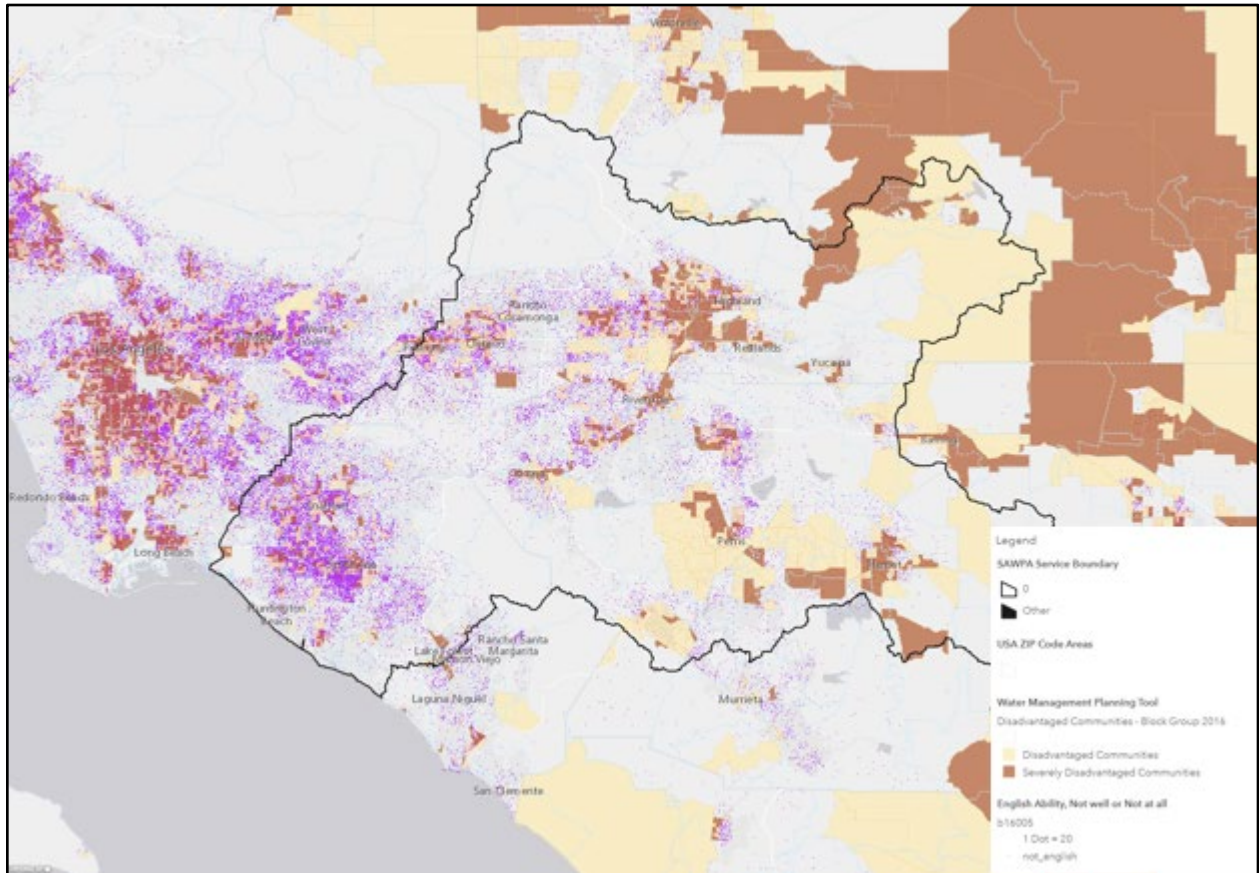 Victorville
Rancho
Cucamonga
Highland
Ontario
Redlands
Yucaipa
Riverside
Corona
Redondo Beach
Long Beach
Perris
Hemet
Huntington
Beach
Rancho Santa
Margarita
Lake Forest
Mission Viejo
Laguna Niguel
Murrieta
San Clemente
Legend
SAWPA Service Boundary
0
Other
USA ZIP Code Areas
Water Management Planning Tool
Disadvantaged Communities - Block Group 2016
Disadvantaged Communities
Severely Disadvantaged Communities
English Ability, Not well or Not at all
b16005
1 Dot = 20
not_english